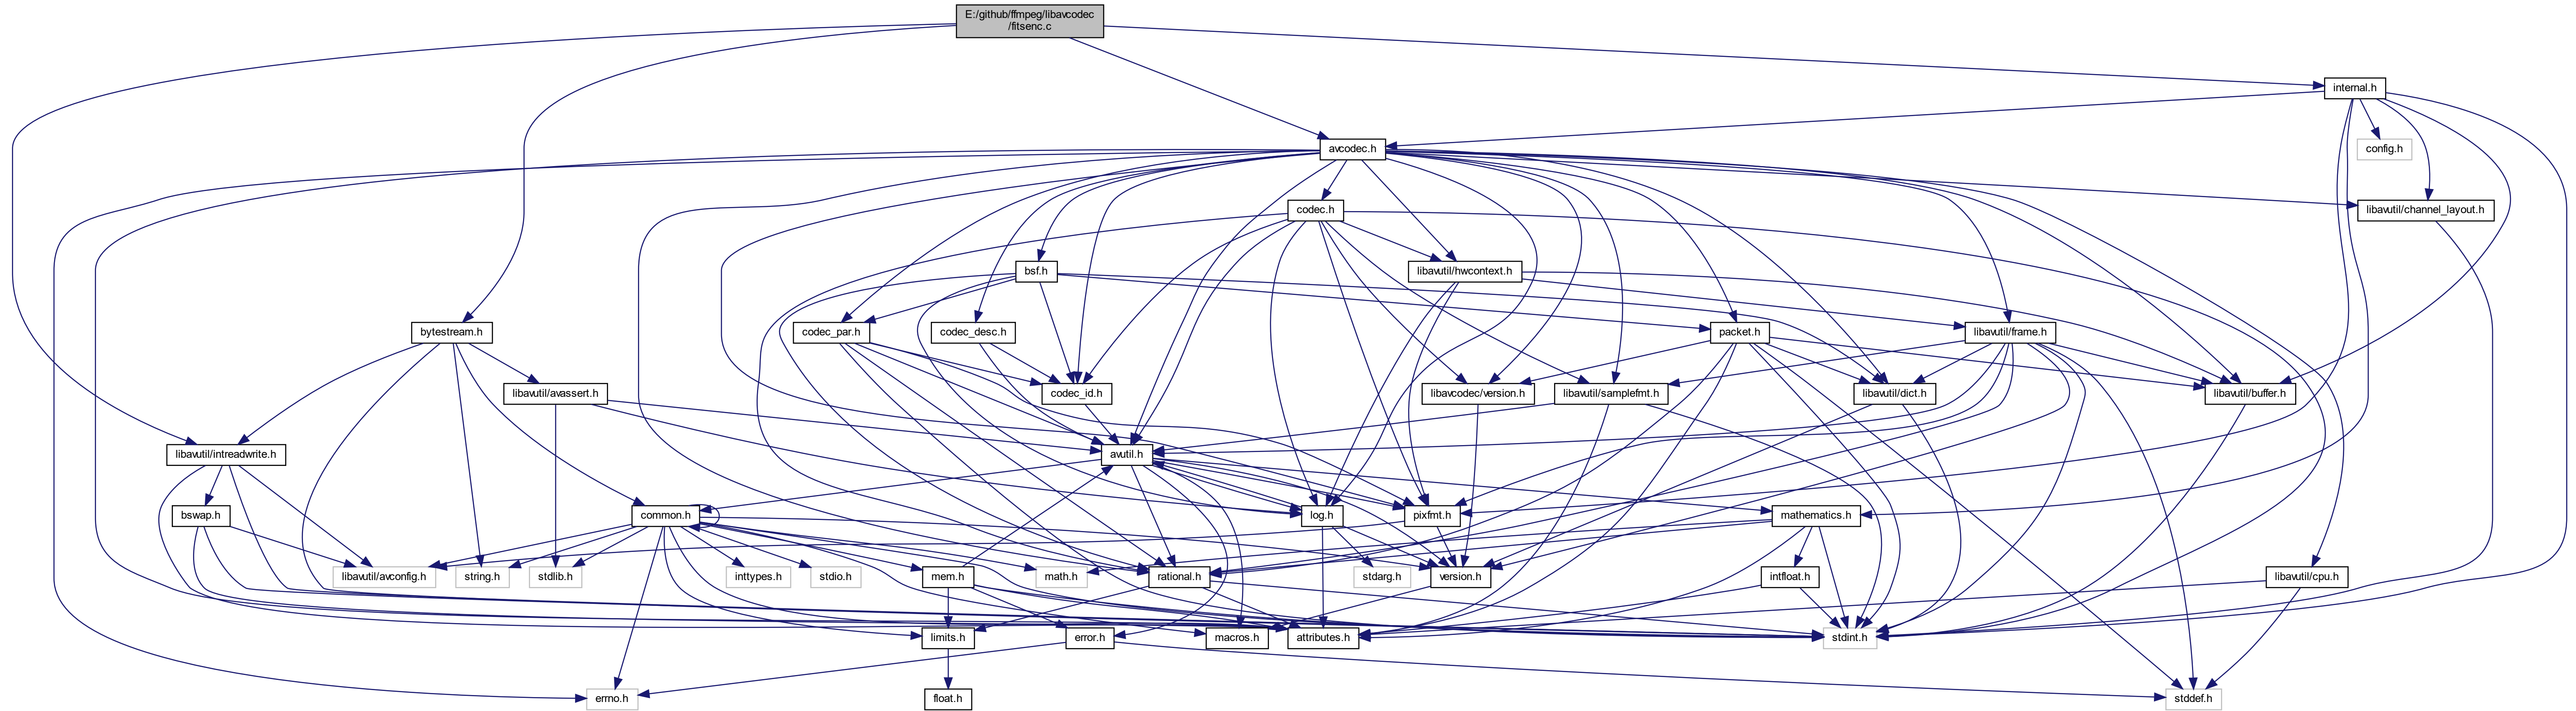 E:/github/ffmpeg/libavcodec
/fitsenc.c
internal.h
avcodec.h
config.h
codec.h
libavutil/channel_layout.h
bsf.h
libavutil/hwcontext.h
bytestream.h
codec_par.h
codec_desc.h
packet.h
libavutil/frame.h
libavutil/avassert.h
codec_id.h
libavcodec/version.h
libavutil/samplefmt.h
libavutil/dict.h
libavutil/buffer.h
libavutil/intreadwrite.h
avutil.h
bswap.h
common.h
log.h
pixfmt.h
mathematics.h
libavutil/avconfig.h
string.h
stdlib.h
inttypes.h
stdio.h
mem.h
math.h
rational.h
stdarg.h
version.h
intfloat.h
libavutil/cpu.h
limits.h
error.h
macros.h
attributes.h
stdint.h
errno.h
float.h
stddef.h